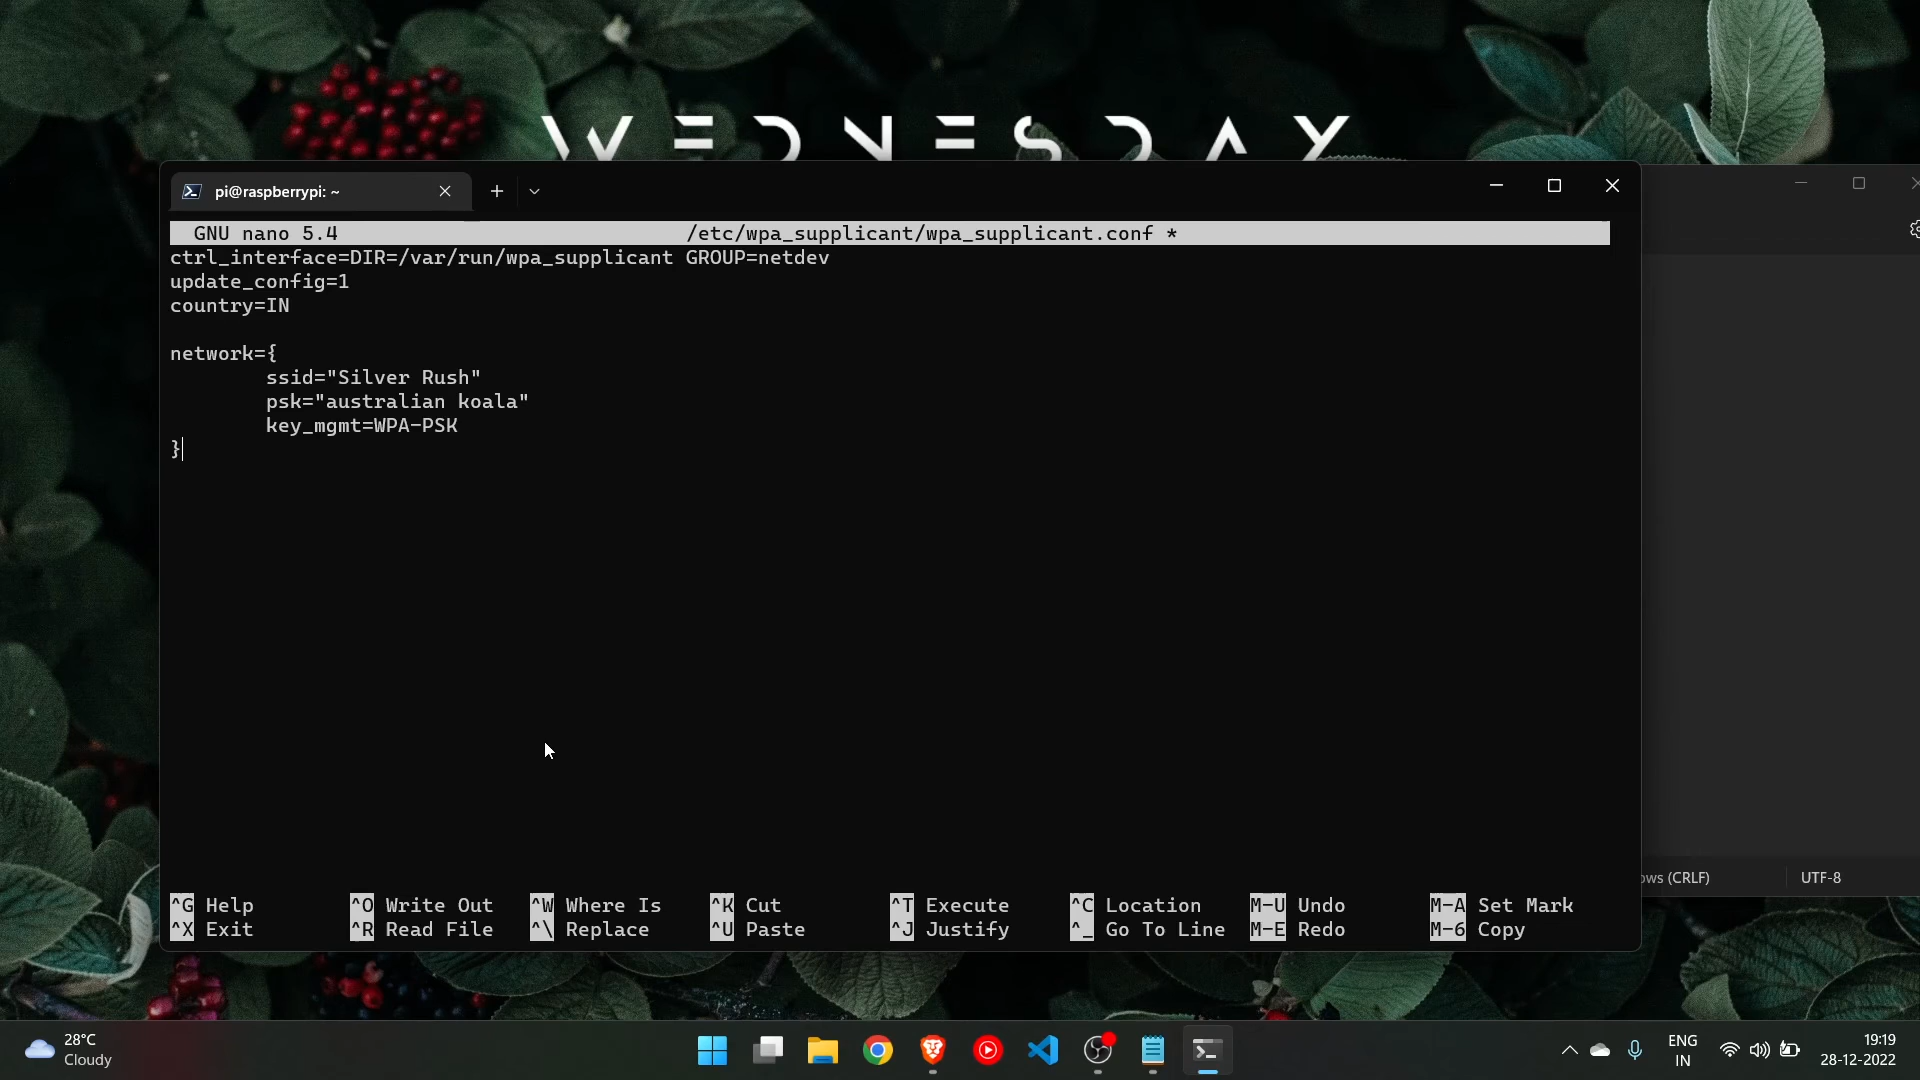 WEDNESDAY
pi@raspberrypi: ~
GNU nano 5.4 /etc/wpa_supplicant/wpa_supplicant.conf *
ctrl_interface=DIR=/var/run/wpa_supplicant GROUP=netdev
update_config=1
country=IN
network={
ssid="Silver Rush"
psk="australian koala"
key_mgmt=WPA-PSK
}
^G Help ^O Write Out ^W Where Is ^K Cut ^T Execute ^C Location M-U Undo M-A Set Mark
^X Exit ^R Read File ^\ Replace ^U Paste ^J Justify ^_ Go To Line M-E Redo M-6 Copy
ows (CRLF) UTF-8
28°C
Cloudy
ENG
IN
19:19
28-12-2022